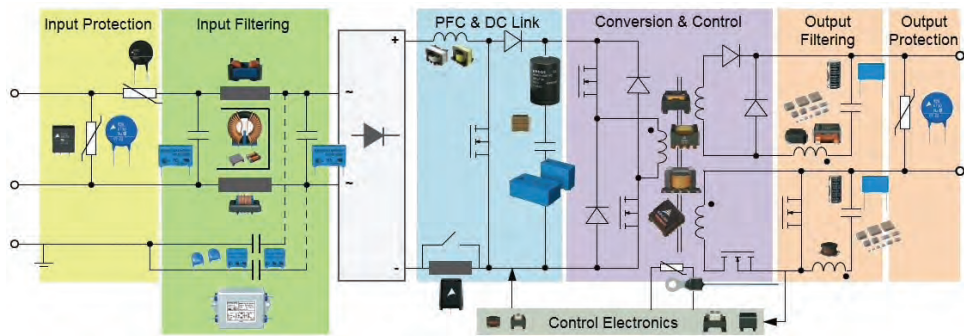 Input Protection
Input Filtering
PFC & DC Link
Conversion & Control
Output
Filtering
Output
Protection
+
~
~
-
Control Electronics